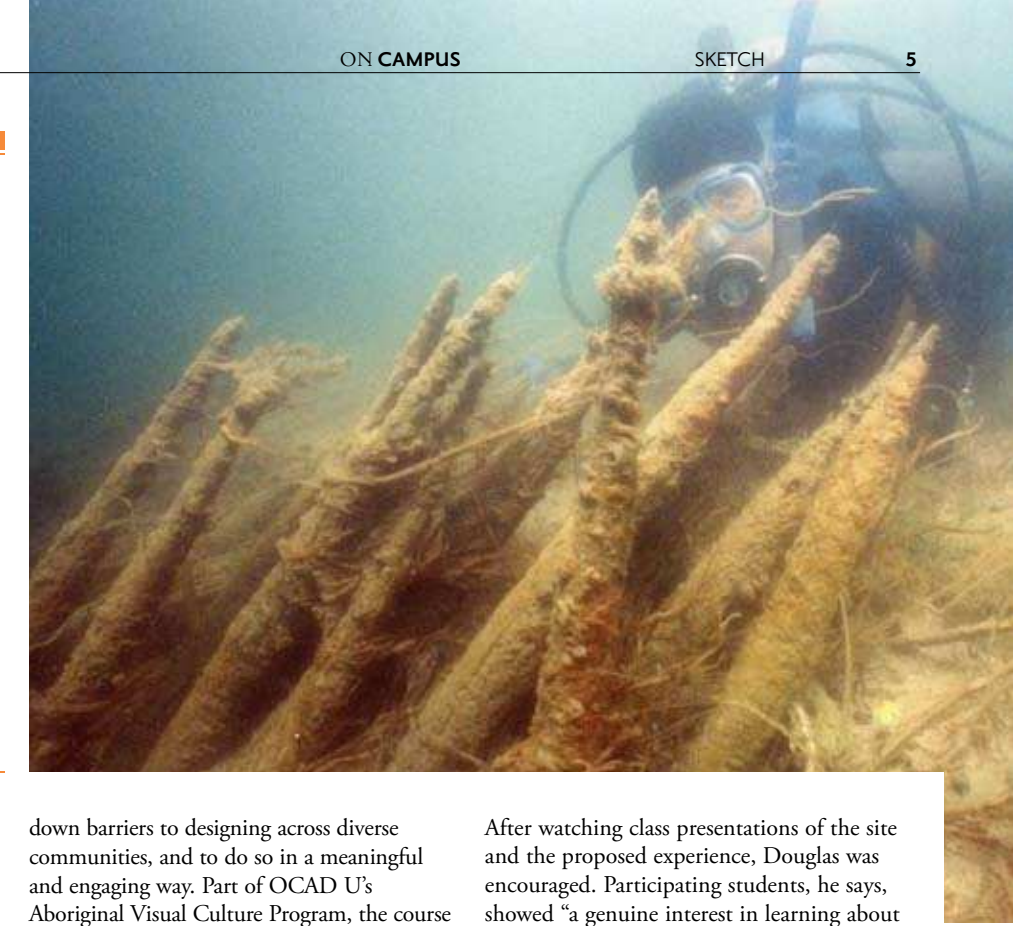 ON CAMPUS SKETCH 5
down barriers to designing across diverse
communities, and to do so in a meaningful
and engaging way. Part of OCAD U’s
Aboriginal Visual Culture Program, the course
After watching class presentations of the site
and the proposed experience, Douglas was
encouraged. Participating students, he says,
showed “a genuine interest in learning about